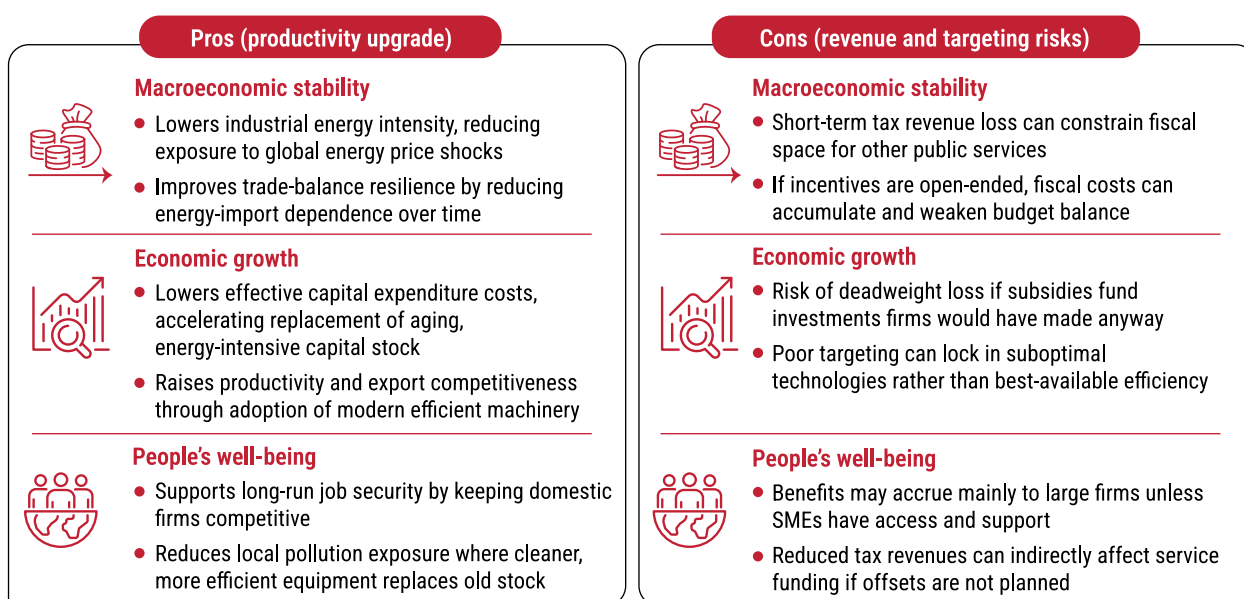 Pros (productivity upgrade)
Macroeconomic stability
• Lowers industrial energy intensity, reducing
exposure to global energy price shocks
• Improves trade-balance resilience by reducing
energy-import dependence over time
Economic growth
• Lowers effective capital expenditure costs,
accelerating replacement of aging,
energy-intensive capital stock
• Raises productivity and export competitiveness
through adoption of modern efficient machinery
People's well-being
• Supports long-run job security by keeping domestic
firms competitive
• Reduces local pollution exposure where cleaner,
more efficient equipment replaces old stock
Cons (revenue and targeting risks)
Macroeconomic stability
• Short-term tax revenue loss can constrain fiscal
space for other public services
• If incentives are open-ended, fiscal costs can
accumulate and weaken budget balance
Economic growth
• Risk of deadweight loss if subsidies fund
investments firms would have made anyway
• Poor targeting can lock in suboptimal
technologies rather than best-available efficiency
People's well-being
• Benefits may accrue mainly to large firms unless
SMEs have access and support
• Reduced tax revenues can indirectly affect service
funding if offsets are not planned